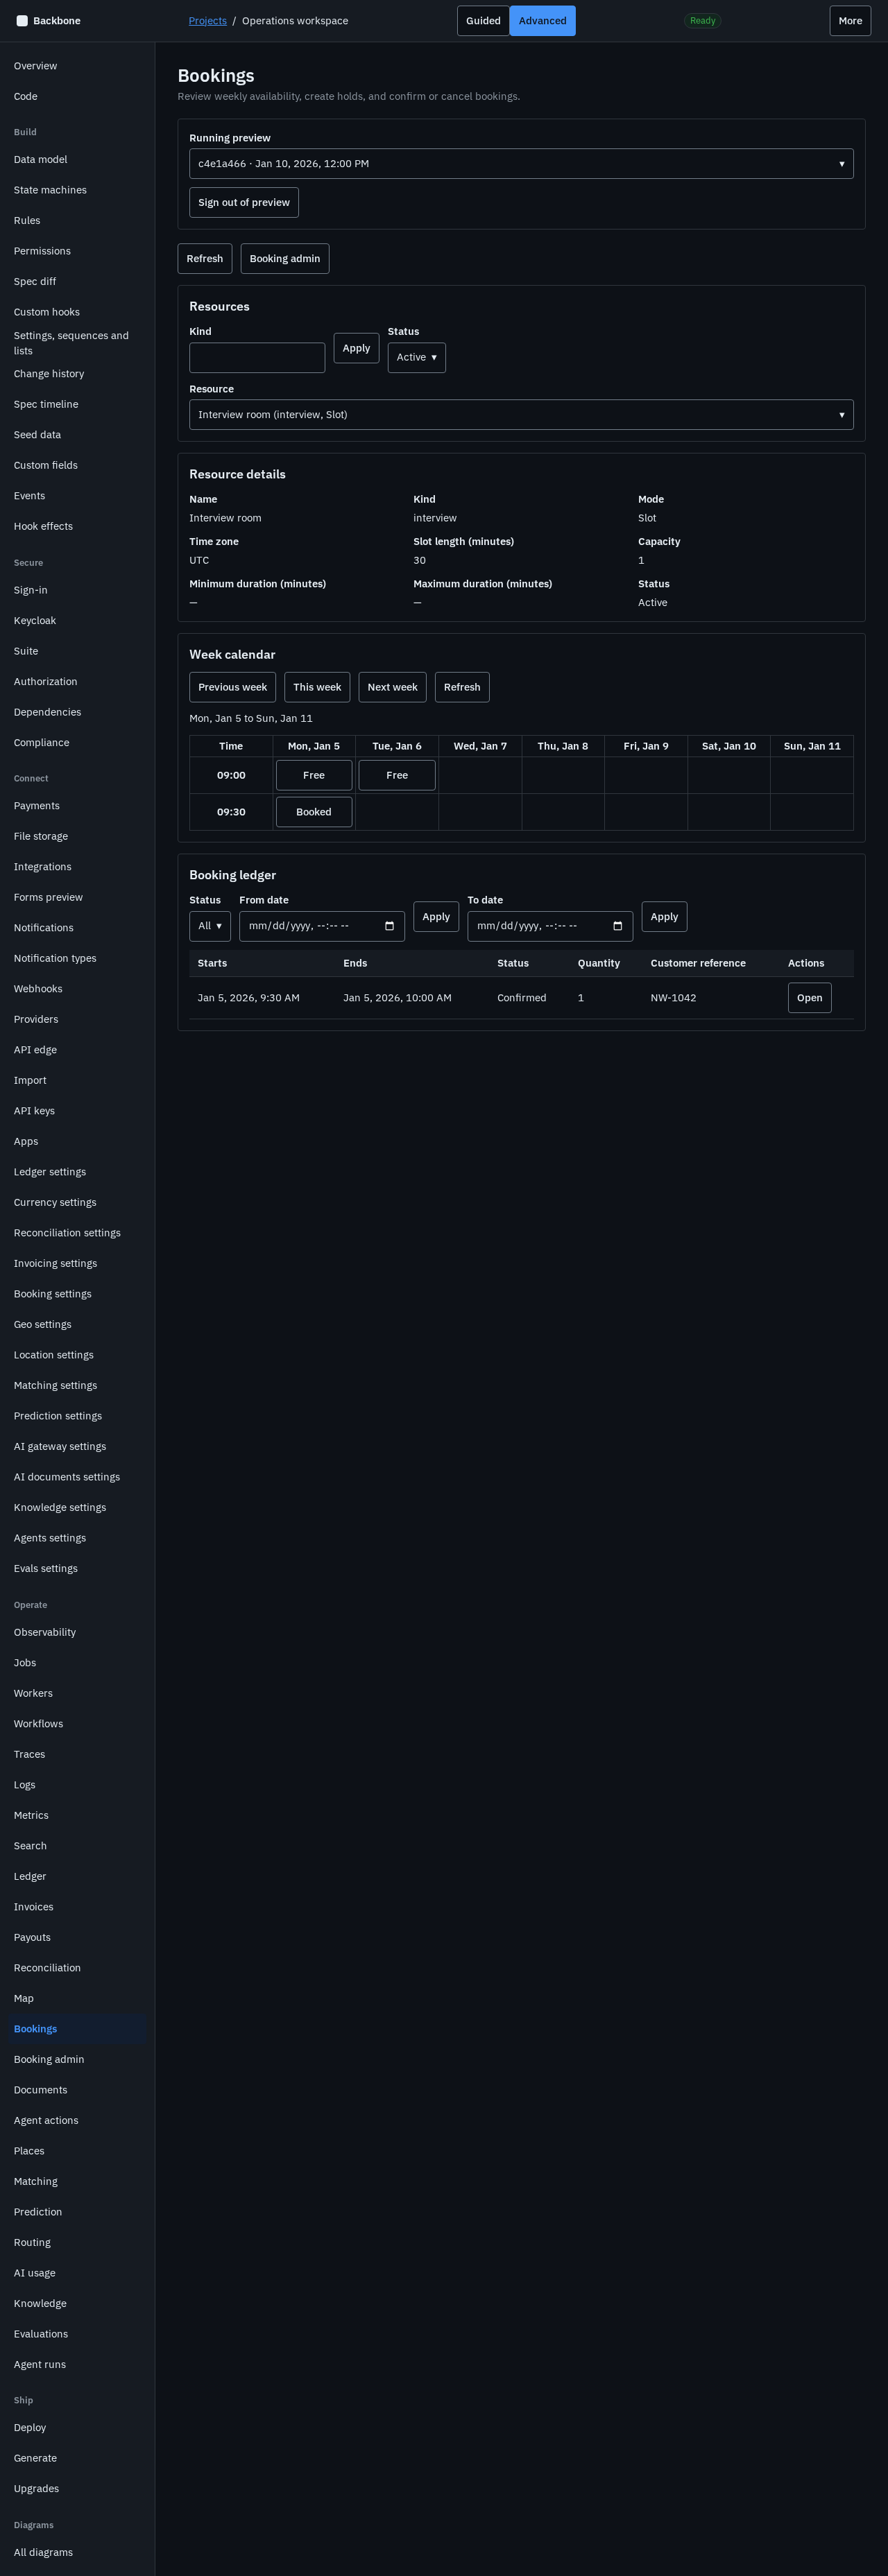 Backbone
Projects / Operations workspace
Guided
Advanced
Ready
More
Overview
Code
Build
Data model
State machines
Rules
Permissions
Spec diff
Custom hooks
Settings, sequences and
lists
Change history
Spec timeline
Seed data
Custom fields
Events
Hook effects
Secure
Sign-in
Keycloak
Suite
Authorization
Dependencies
Compliance
Connect
Payments
File storage
Integrations
Forms preview
Notifications
Notification types
Webhooks
Providers
API edge
Import
API keys
Apps
Ledger settings
Currency settings
Reconciliation settings
Invoicing settings
Booking settings
Geo settings
Location settings
Matching settings
Prediction settings
AI gateway settings
AI documents settings
Knowledge settings
Agents settings
Evals settings
Operate
Observability
Jobs
Workers
Workflows
Traces
Logs
Metrics
Search
Ledger
Invoices
Payouts
Reconciliation
Map
Bookings
Booking admin
Documents
Agent actions
Places
Matching
Prediction
Routing
AI usage
Knowledge
Evaluations
Agent runs
Ship
Deploy
Generate
Upgrades
Diagrams
All diagrams
Bookings
Review weekly availability, create holds, and confirm or cancel bookings.
Running preview
c4e1a466 · Jan 10, 2026, 12:00 PM ▾
Sign out of preview
Refresh Booking admin
Resources
Kind Status
Apply Active ▾
Resource
Interview room (interview, Slot) ▾
Resource details
Name Kind Mode
Interview room interview Slot
Time zone Slot length (minutes) Capacity
UTC 30 1
Minimum duration (minutes) Maximum duration (minutes) Status
— — Active
Week calendar
Previous week This week Next week Refresh
Mon, Jan 5 to Sun, Jan 11
Time Mon, Jan 5 Tue, Jan 6 Wed, Jan 7 Thu, Jan 8 Fri, Jan 9 Sat, Jan 10 Sun, Jan 11
09:00 Free Free
09:30 Booked
Booking ledger
Status From date To date
All ▾ mm/dd/yyyy, --:-- -- Apply mm/dd/yyyy, --:-- -- Apply
Starts Ends Status Quantity Customer reference Actions
Jan 5, 2026, 9:30 AM Jan 5, 2026, 10:00 AM Confirmed 1 NW-1042 Open